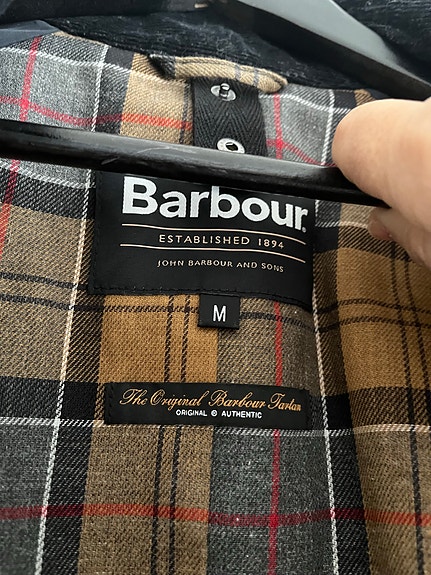 Barbour.
ESTABLISHED 1894
JOHN BARBOUR AND SONS
M
The Original Barbour Tartan
ORIGINAL © AUTHENTIC